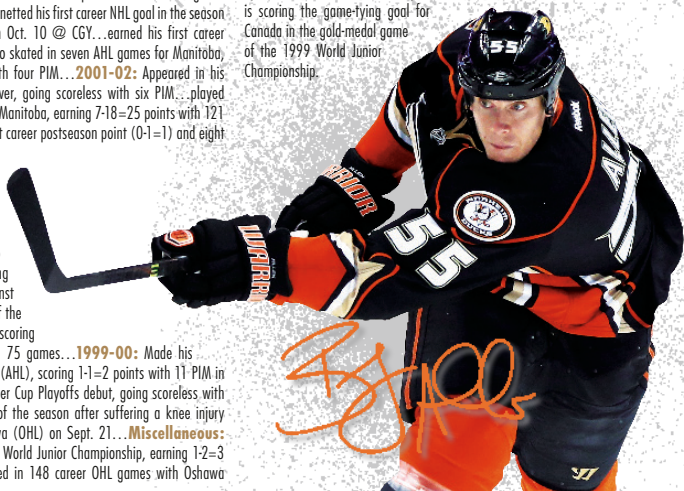 netted his first career NHL goal in the season
Oct. 10 @ CGY…earned his first career
skated in seven AHL games for Manitoba,
four PIM…2001-02: Appeared in his
going scoreless with six PIM…played
Manitoba, earning 7-18=25 points with 121
career postseason point (0-1=1) and eight
the
scoring
75 games…1999-00: Made his
(AHL), scoring 1-1=2 points with 11 PIM in
Cup Playoffs debut, going scoreless with
of the season after suffering a knee injury
(OHL) on Sept. 21…Miscellaneous:
World Junior Championship, earning 1-2=3
in 148 career OHL games with Oshawa
is scoring the game-tying goal for
Canada in the gold-medal game
of the 1999 World Junior
Championship.
55
Reebok
ANAHEIM
DUCKS
55
WARRIOR
WARRIOR